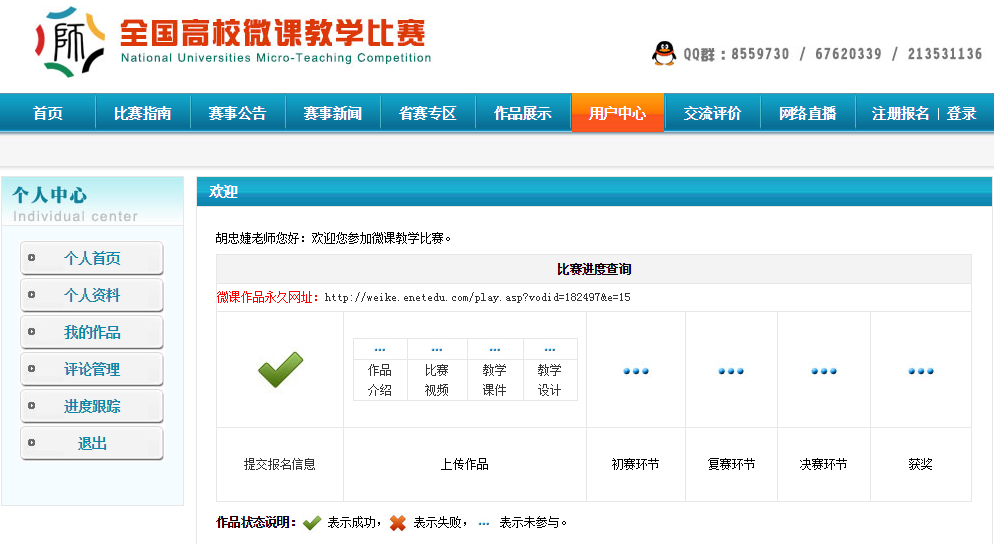 师
全国高校微课教学比赛
National Universities Micro-Teaching Competition
QQ群：8559730 / 67620339 / 213531136
首页 比赛指南 赛事公告 赛事新闻 省赛专区 作品展示 用户中心 交流评价 网络直播 注册报名 | 登录
个人中心
Individual center
个人首页
个人资料
我的作品
评论管理
进度跟踪
退出
欢迎
胡忠婕老师您好：欢迎您参加微课教学比赛。
比赛进度查询
微课作品永久网址：http://weike.enetedu.com/play.asp?vodid=182497&e=15
作品介绍 比赛视频 教学课件 教学设计
提交报名信息 上传作品 初赛环节 复赛环节 决赛环节 获奖
作品状态说明： 表示成功， 表示失败， ... 表示未参与。